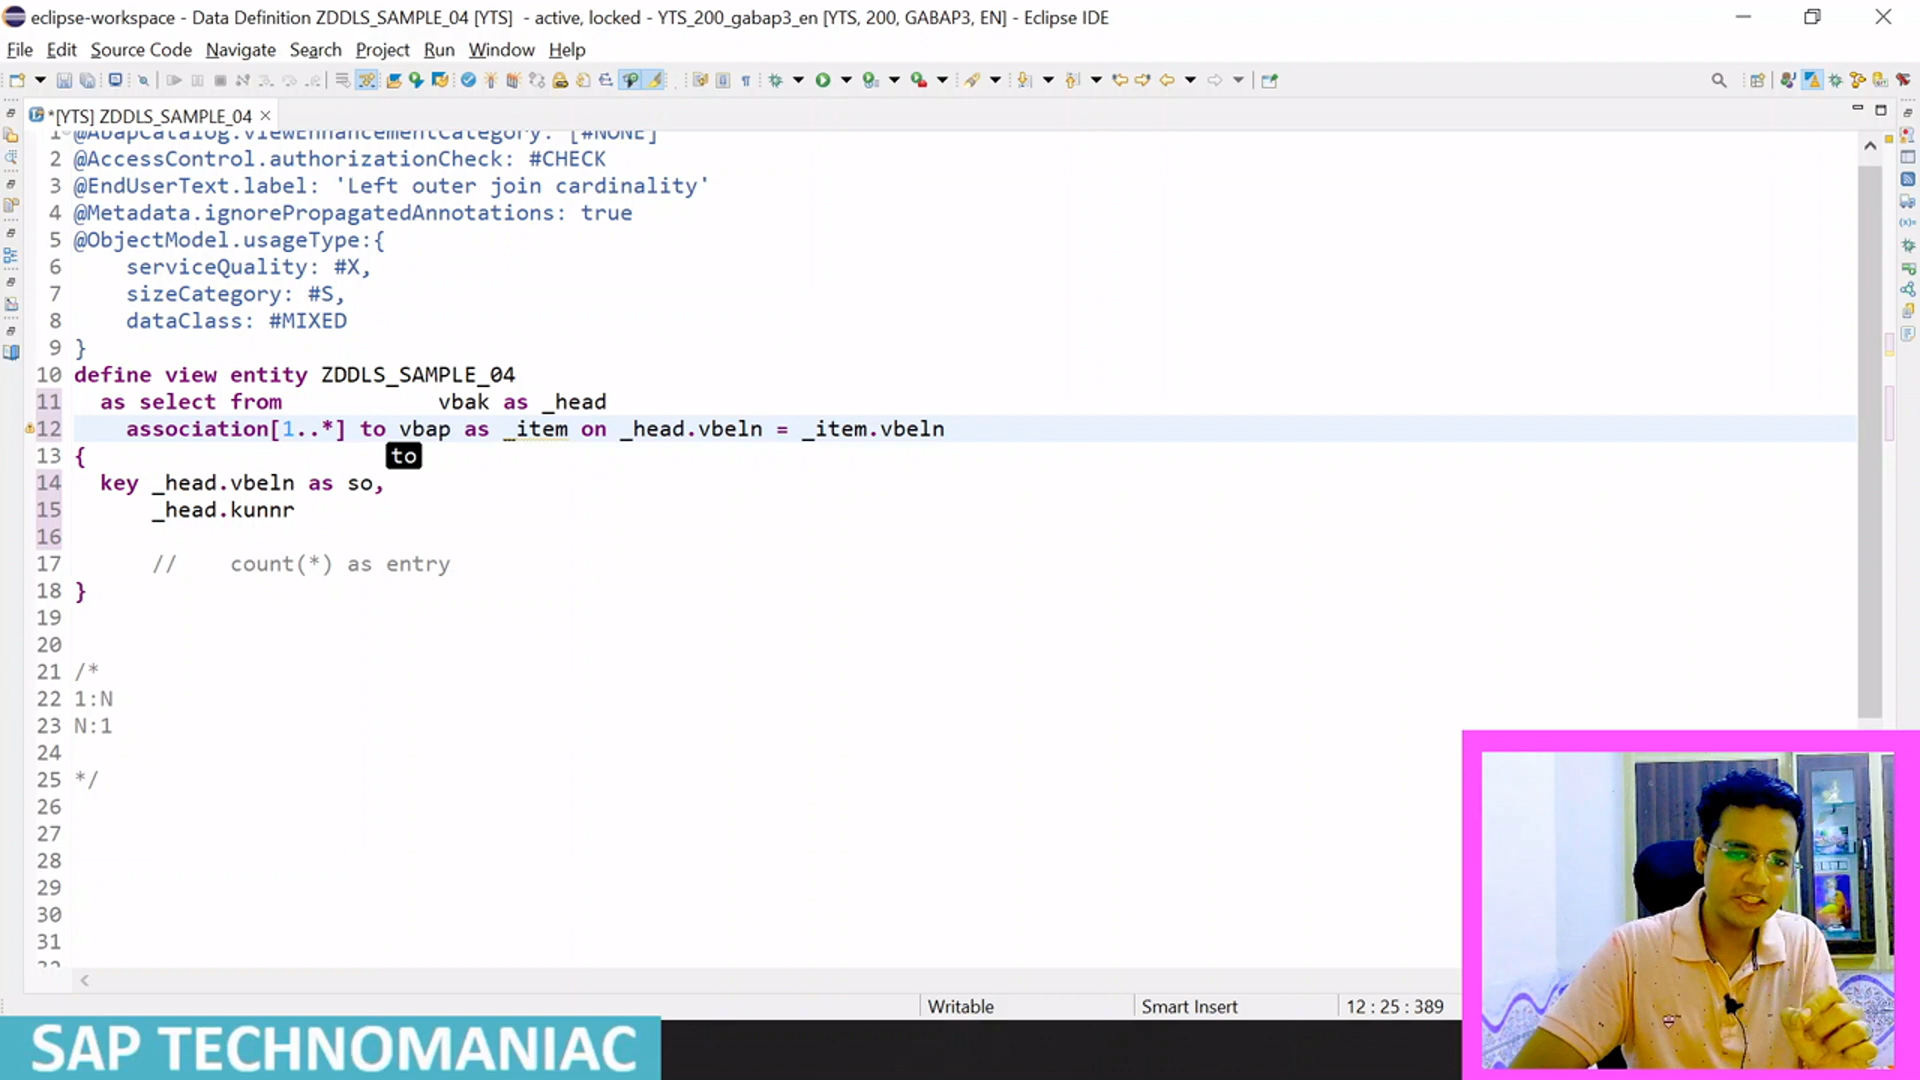 eclipse-workspace - Data Definition ZDDLS_SAMPLE_04 [YTS] - active, locked - YTS_200_gabap3_en [YTS, 200, GABAP3, EN] - Eclipse IDE
File Edit Source Code Navigate Search Project Run Window Help
*[YTS] ZDDLS_SAMPLE_04
1 @AbapCatalog.viewEnhancementCategory: [#NONE]
2 @AccessControl.authorizationCheck: #CHECK
3 @EndUserText.label: 'Left outer join cardinality'
4 @Metadata.ignorePropagatedAnnotations: true
5 @ObjectModel.usageType:{
6 serviceQuality: #X,
7 sizeCategory: #S,
8 dataClass: #MIXED
9 }
10 define view entity ZDDLS_SAMPLE_04
11 as select from vbak as _head
12 association[1..*] to vbap as _item on _head.vbeln = _item.vbeln
13 {
to
14 key _head.vbeln as so,
15 _head.kunnr
16
17 // count(*) as entry
18 }
19
20
21 /*
22 1:N
23 N:1
24
25 */
26
27
28
29
30
31
Writable Smart Insert 12 : 25 : 389
SAP TECHNOMANIAC